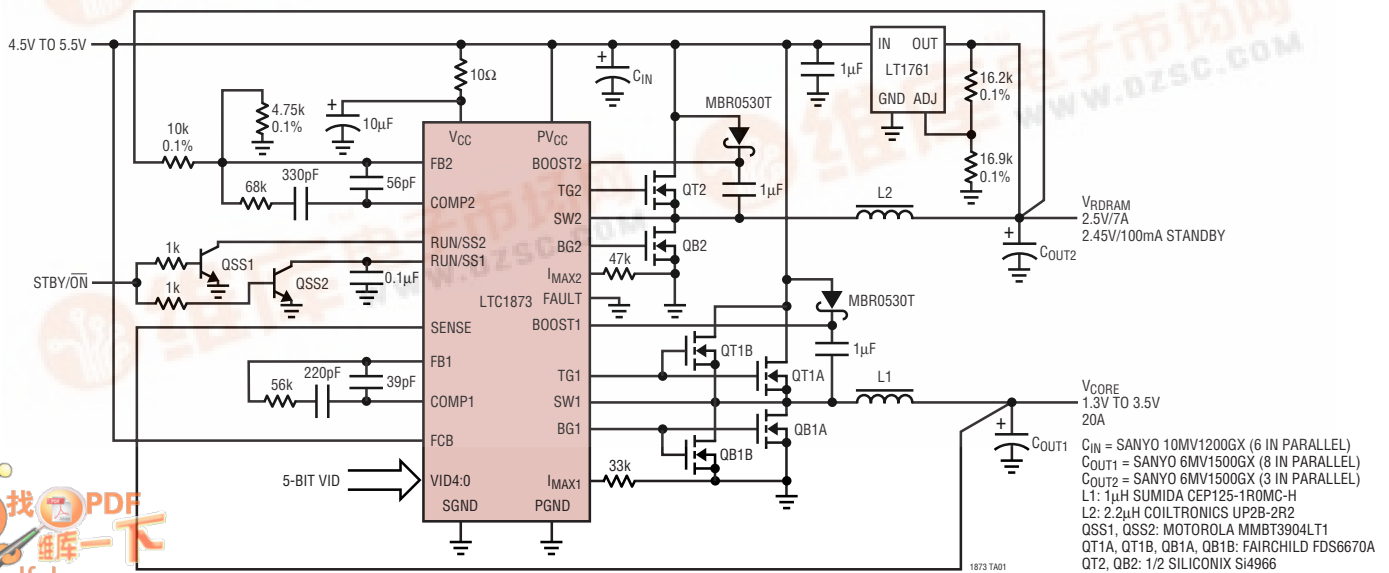 4.5V TO 5.5V
10Ω
+
CIN
1µF
IN OUT
LT1761
GND ADJ
16.2k
0.1%
16.9k
0.1%
4.75k
0.1%
10k
0.1%
+
10µF
MBR0530T
VCC
PVCC
FB2
BOOST2
330pF
56pF
68k
COMP2
TG2
QT2
1µF
L2
SW2
VRDRAM
2.5V/7A
2.45V/100mA STANDBY
+
COUT2
RUN/SS2
RUN/SS1
BG2
QB2
1k
QSS1
STBY/ON
1k
QSS2
0.1µF
IMAX2
47k
LTC1873
FAULT
SENSE
BOOST1
MBR0530T
1µF
QT1B
FB1
220pF
39pF
56k
COMP1
TG1
QT1A
SW1
L1
VCORE
1.3V TO 3.5V
20A
BG1
QB1A
QB1B
+
COUT1
FCB
5-BIT VID
VID4:0
IMAX1
33k
SGND
PGND
CIN = SANYO 10MV1200GX (6 IN PARALLEL)
COUT1 = SANYO 6MV1500GX (8 IN PARALLEL)
COUT2 = SANYO 6MV1500GX (3 IN PARALLEL)
L1: 1µH SUMIDA CEP125-1R0MC-H
L2: 2.2µH COILTRONICS UP2B-2R2
QSS1, QSS2: MOTOROLA MMBT3904LT1
QT1A, QT1B, QB1A, QB1B: FAIRCHILD FDS6670A
QT2, QB2: 1/2 SILICONIX Si4966
1873 TA01
维库电子市场网
WWW.DZSC.COM
找 PDF
维库一下